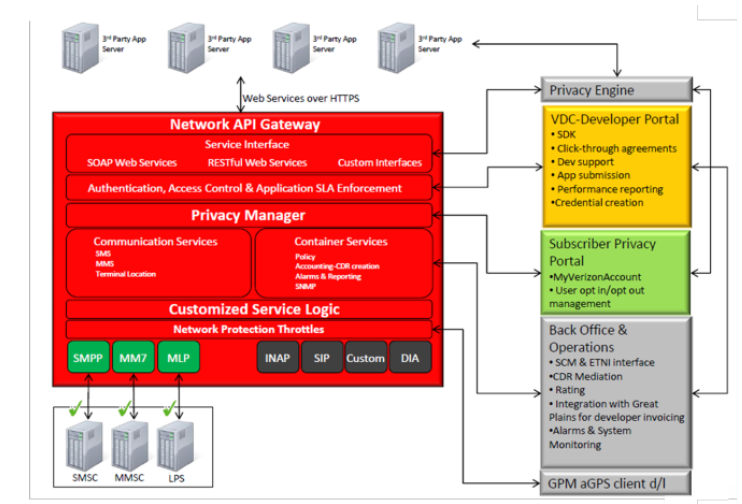 3rd Party App
Server
3rd Party App
Server
3rd Party App
Server
3rd Party App
Server
Web Services over HTTPS
Network API Gateway
Service Interface
SOAP Web Services
RESTful Web Services
Custom Interfaces
Authentication, Access Control & Application SLA Enforcement
Privacy Manager
Communication Services
SMS
MMS
Terminal Location
Container Services
Policy
Accounting-CDR creation
Alarms & Reporting
SNMP
Customized Service Logic
Network Protection Throttles
SMPP
MM7
MLP
INAP
SIP
Custom
DIA
SMSC
MMSC
LPS
Privacy Engine
VDC-Developer Portal
• SDK
• Click-through agreements
• Dev support
• App submission
• Performance reporting
•Credential creation
Subscriber Privacy
Portal
•MyVerizonAccount
• User opt in/opt out
management
Back Office &
Operations
• SCM & ETNI interface
•CDR Mediation
• Rating
• Integration with Great
Plains for developer invoicing
•Alarms & System
Monitoring
GPM aGPS client d/l